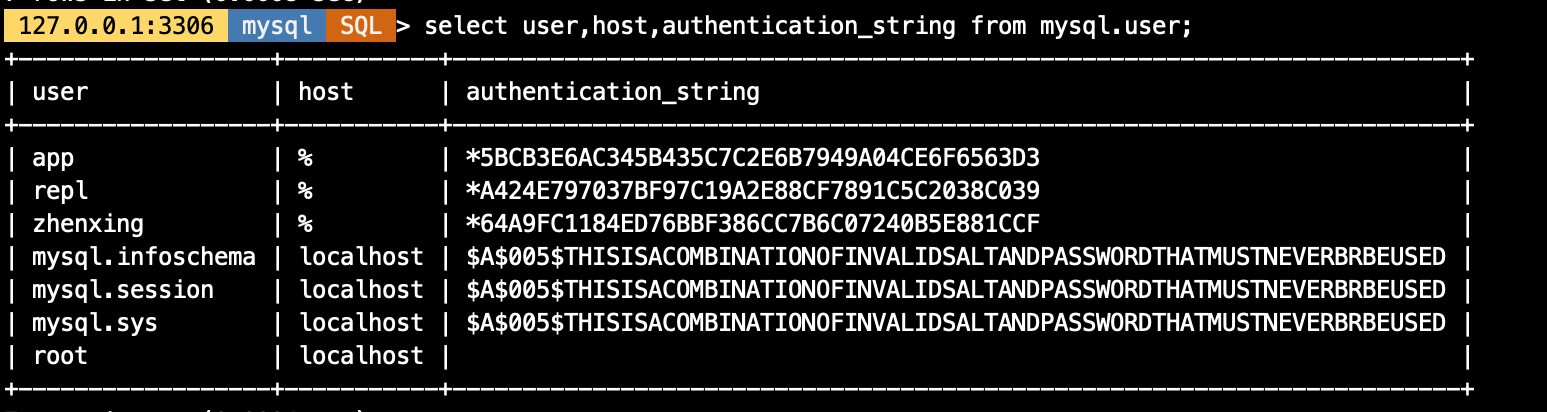 127.0.0.1:3306 mysql SQL > select user,host,authentication_string from mysql.user;
+------------------+-----------+------------------------------------------------------------------------+
| user | host | authentication_string |
+------------------+-----------+------------------------------------------------------------------------+
| app | % | *5BCB3E6AC345B435C7C2E6B7949A04CE6F6563D3 |
| repl | % | *A424E797037BF97C19A2E88CF7891C5C2038C039 |
| zhenxing | % | *64A9FC1184ED76BBF386CC7B6C07240B5E881CCF |
| mysql.infoschema | localhost | $A$005$THISISACOMBINATIONOFINVALIDSALTANDPASSWORDTHATMUSTNEVERBRBEUSED |
| mysql.session | localhost | $A$005$THISISACOMBINATIONOFINVALIDSALTANDPASSWORDTHATMUSTNEVERBRBEUSED |
| mysql.sys | localhost | $A$005$THISISACOMBINATIONOFINVALIDSALTANDPASSWORDTHATMUSTNEVERBRBEUSED |
| root | localhost | |
+------------------+-----------+------------------------------------------------------------------------+